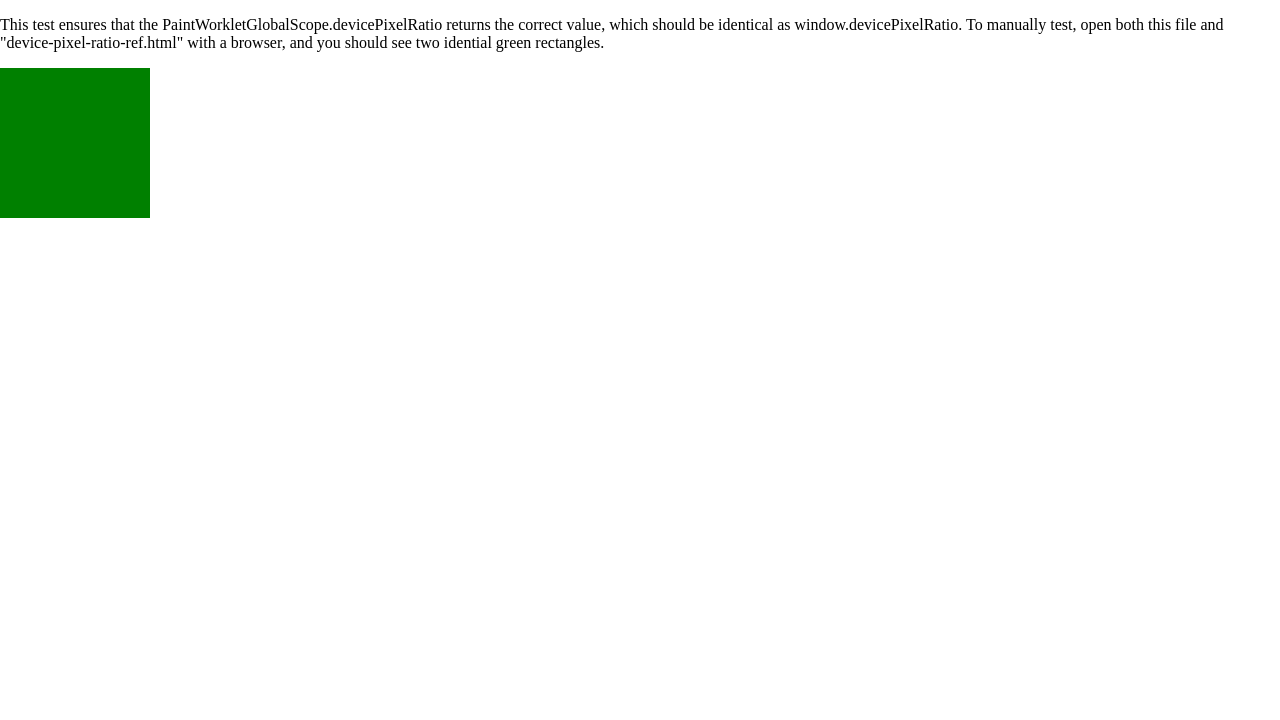 This test ensures that the PaintWorkletGlobalScope.devicePixelRatio returns the correct value, which should be identical as window.devicePixelRatio. To manually test, open both this file and
"device-pixel-ratio-ref.html" with a browser, and you should see two idential green rectangles.